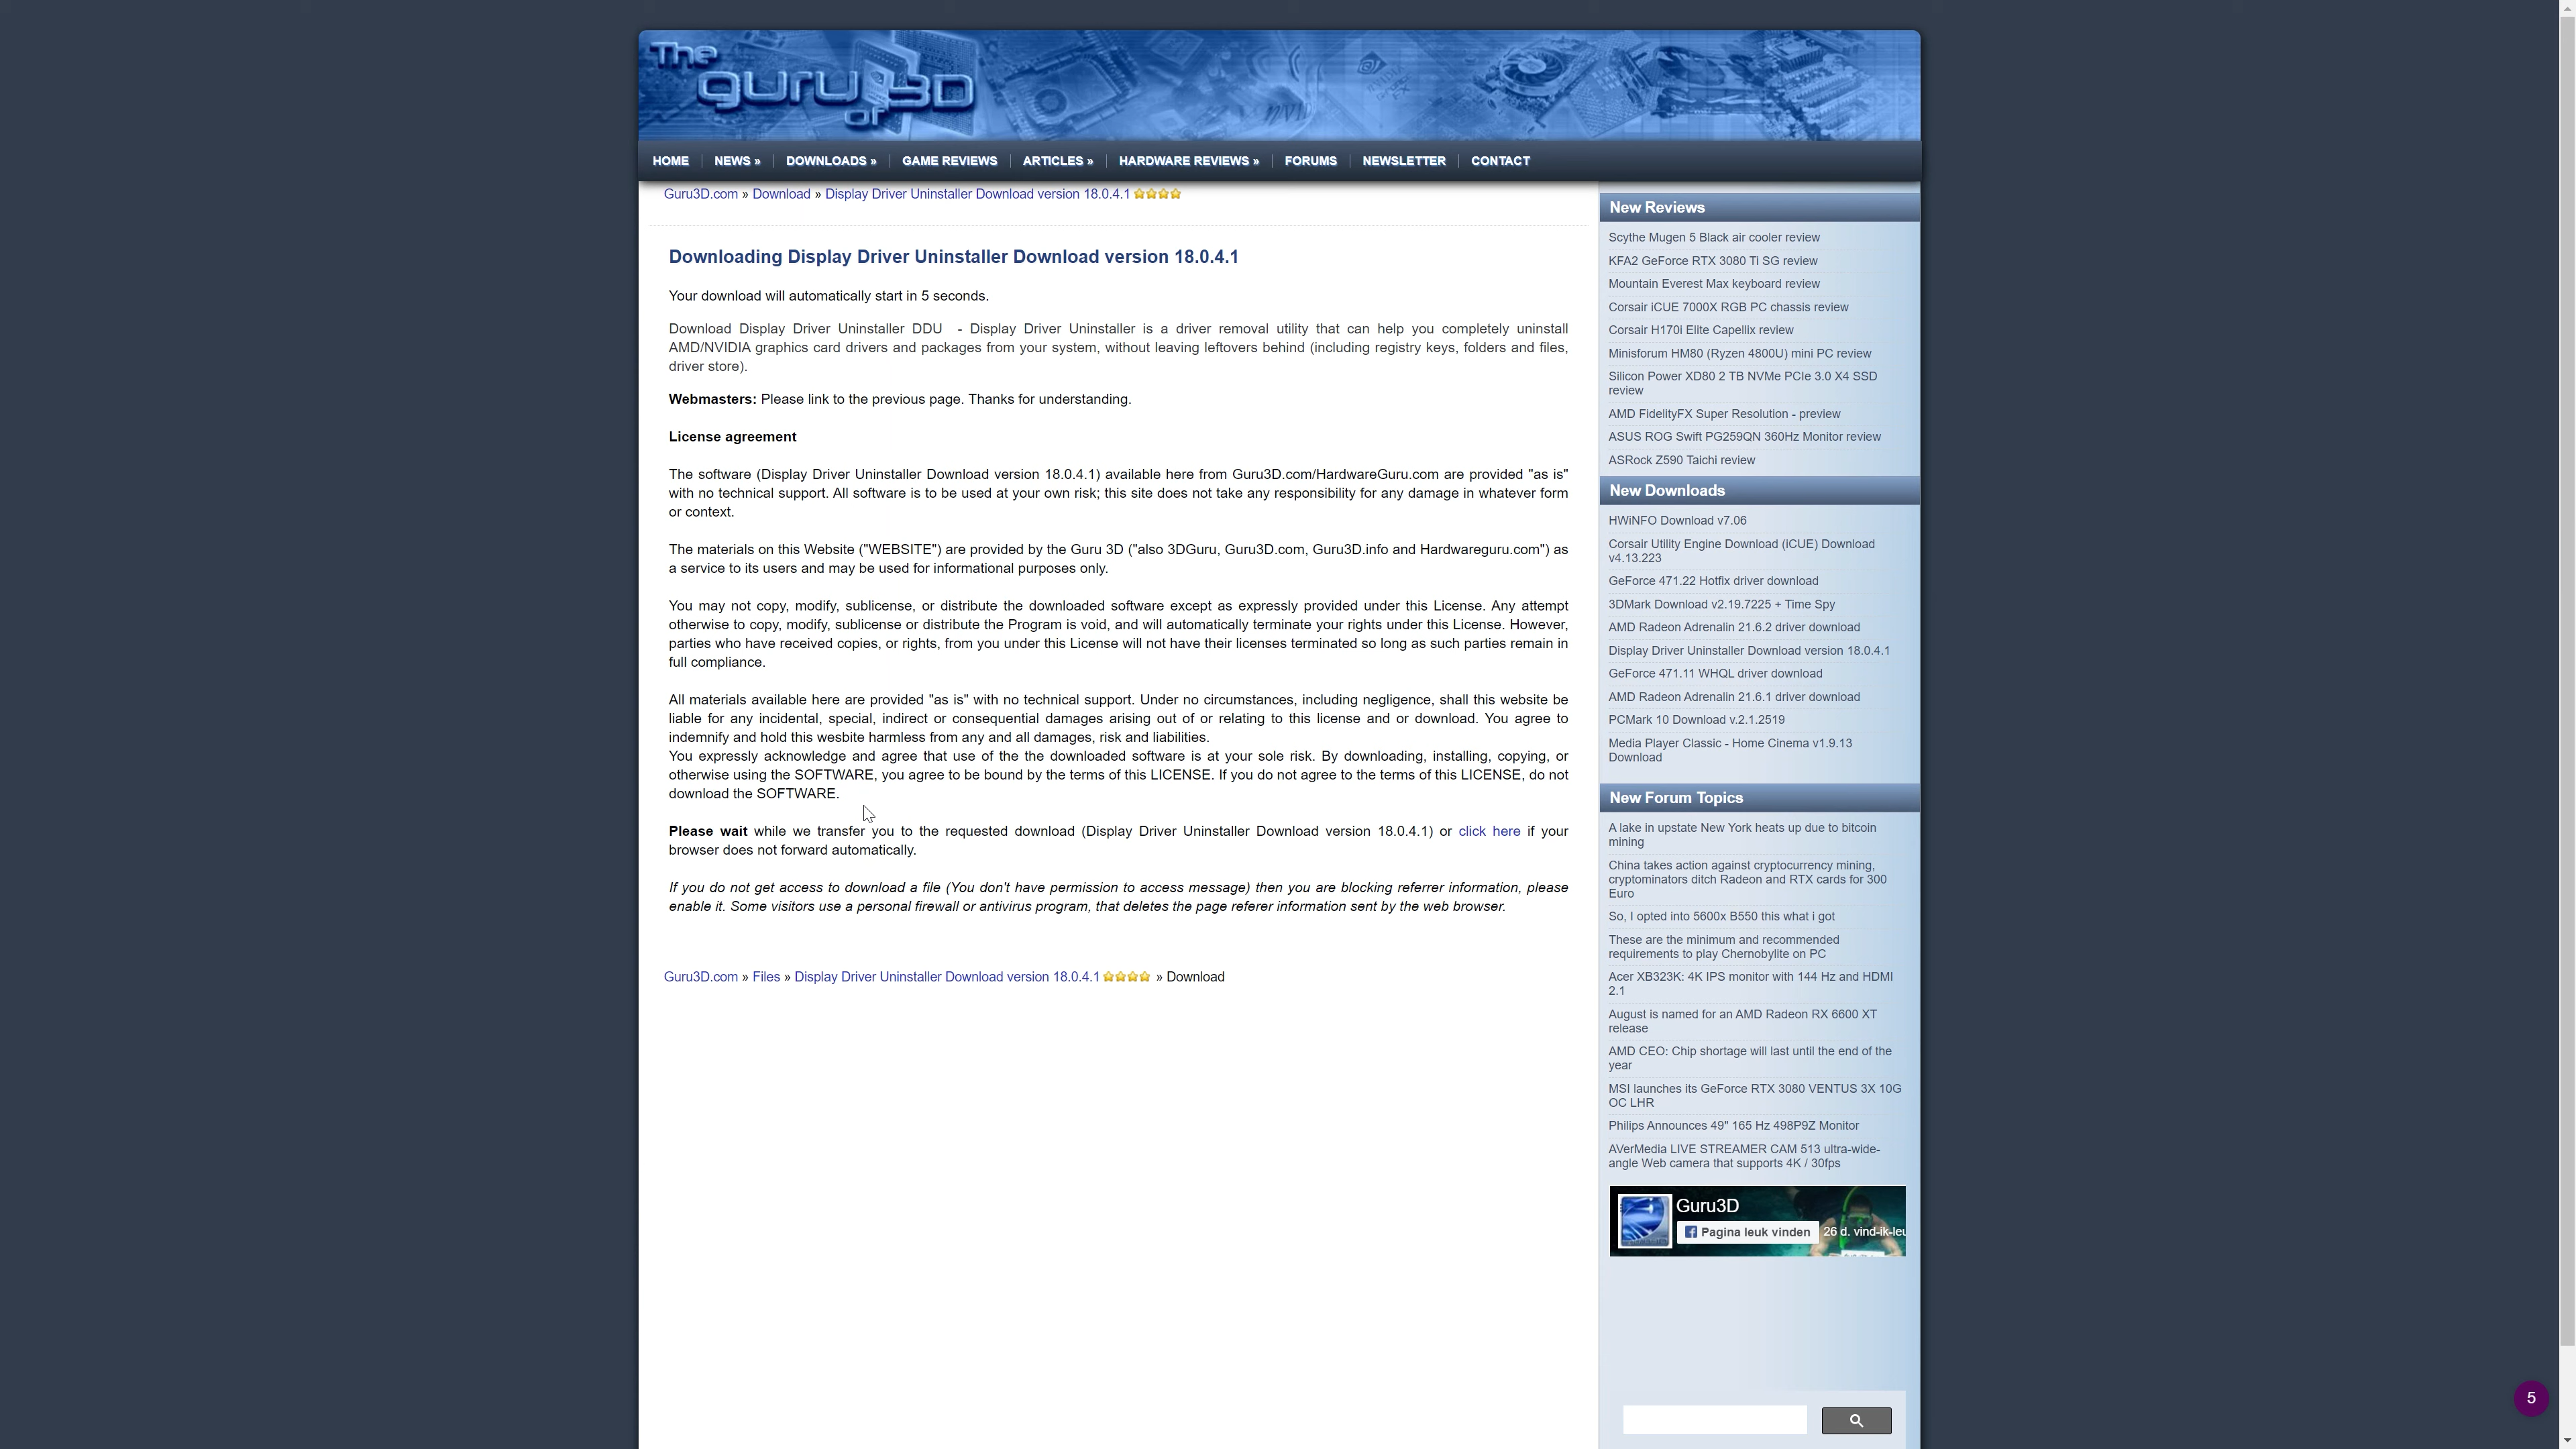 The
guru
of 3D
HOME
NEWS »
DOWNLOADS »
GAME REVIEWS
ARTICLES »
HARDWARE REVIEWS »
FORUMS
NEWSLETTER
CONTACT
Guru3D.com » Download » Display Driver Uninstaller Download version 18.0.4.1
Downloading Display Driver Uninstaller Download version 18.0.4.1
Your download will automatically start in 5 seconds.
Download Display Driver Uninstaller DDU - Display Driver Uninstaller is a driver removal utility that can help you completely uninstall
AMD/NVIDIA graphics card drivers and packages from your system, without leaving leftovers behind (including registry keys, folders and files,
driver store).
Webmasters: Please link to the previous page. Thanks for understanding.
License agreement
The software (Display Driver Uninstaller Download version 18.0.4.1) available here from Guru3D.com/HardwareGuru.com are provided "as is"
with no technical support. All software is to be used at your own risk; this site does not take any responsibility for any damage in whatever form
or context.
The materials on this Website ("WEBSITE") are provided by the Guru 3D ("also 3DGuru, Guru3D.com, Guru3D.info and Hardwareguru.com") as
a service to its users and may be used for informational purposes only.
You may not copy, modify, sublicense, or distribute the downloaded software except as expressly provided under this License. Any attempt
otherwise to copy, modify, sublicense or distribute the Program is void, and will automatically terminate your rights under this License. However,
parties who have received copies, or rights, from you under this License will not have their licenses terminated so long as such parties remain in
full compliance.
All materials available here are provided "as is" with no technical support. Under no circumstances, including negligence, shall this website be
liable for any incidental, special, indirect or consequential damages arising out of or relating to this license and or download. You agree to
indemnify and hold this wesbite harmless from any and all damages, risk and liabilities.
You expressly acknowledge and agree that use of the the downloaded software is at your sole risk. By downloading, installing, copying, or
otherwise using the SOFTWARE, you agree to be bound by the terms of this LICENSE. If you do not agree to the terms of this LICENSE, do not
download the SOFTWARE.
Please wait while we transfer you to the requested download (Display Driver Uninstaller Download version 18.0.4.1) or click here if your
browser does not forward automatically.
If you do not get access to download a file (You don't have permission to access message) then you are blocking referrer information, please
enable it. Some visitors use a personal firewall or antivirus program, that deletes the page referer information sent by the web browser.
Guru3D.com » Files » Display Driver Uninstaller Download version 18.0.4.1 » Download
New Reviews
Scythe Mugen 5 Black air cooler review
KFA2 GeForce RTX 3080 Ti SG review
Mountain Everest Max keyboard review
Corsair iCUE 7000X RGB PC chassis review
Corsair H170i Elite Capellix review
Minisforum HM80 (Ryzen 4800U) mini PC review
Silicon Power XD80 2 TB NVMe PCIe 3.0 X4 SSD
review
AMD FidelityFX Super Resolution - preview
ASUS ROG Swift PG259QN 360Hz Monitor review
ASRock Z590 Taichi review
New Downloads
HWiNFO Download v7.06
Corsair Utility Engine Download (iCUE) Download
v4.13.223
GeForce 471.22 Hotfix driver download
3DMark Download v2.19.7225 + Time Spy
AMD Radeon Adrenalin 21.6.2 driver download
Display Driver Uninstaller Download version 18.0.4.1
GeForce 471.11 WHQL driver download
AMD Radeon Adrenalin 21.6.1 driver download
PCMark 10 Download v.2.1.2519
Media Player Classic - Home Cinema v1.9.13
Download
New Forum Topics
A lake in upstate New York heats up due to bitcoin
mining
China takes action against cryptocurrency mining,
cryptominators ditch Radeon and RTX cards for 300
Euro
So, I opted into 5600x B550 this what i got
These are the minimum and recommended
requirements to play Chernobylite on PC
Acer XB323K: 4K IPS monitor with 144 Hz and HDMI
2.1
August is named for an AMD Radeon RX 6600 XT
release
AMD CEO: Chip shortage will last until the end of the
year
MSI launches its GeForce RTX 3080 VENTUS 3X 10G
OC LHR
Philips Announces 49" 165 Hz 498P9Z Monitor
AVerMedia LIVE STREAMER CAM 513 ultra-wide-
angle Web camera that supports 4K / 30fps
Guru3D
Pagina leuk vinden
26 d. vind-ik-leu
5